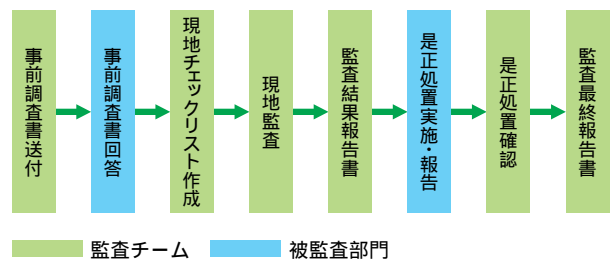 事前調査書送付
事前調査書回答
現地チェックリスト作成
現地監査
監査結果報告書
是正処置実施・報告
是正処置確認
監査最終報告書
監査チーム
被監査部門